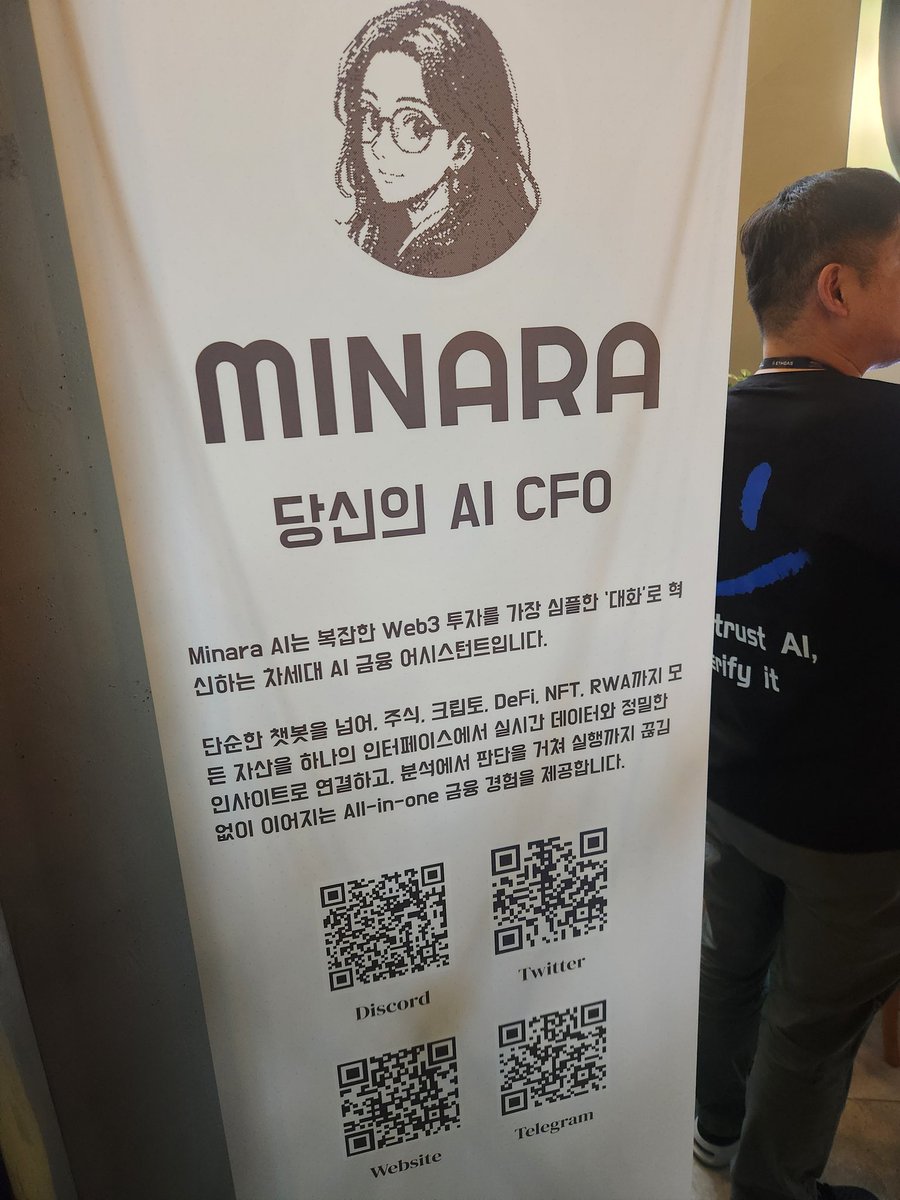 MINARA
당신의 AI CFO
Minara AI는 복잡한 Web3 투자를 가장 심플한 '대화'로 혁
신하는 차세대 AI 금융 어시스턴트입니다.
단순한 챗봇을 넘어, 주식, 크립토, DeFi, NFT, RWA까지 모
든 자산을 하나의 인터페이스에서 실시간 데이터와 정밀한
인사이트로 연결하고, 분석에서 판단을 거쳐 실행까지 끊김
없이 이어지는 All-in-one 금융 경험을 제공합니다.
Discord
Twitter
Website
Telegram
ETHGAS
trust AI,
erify it